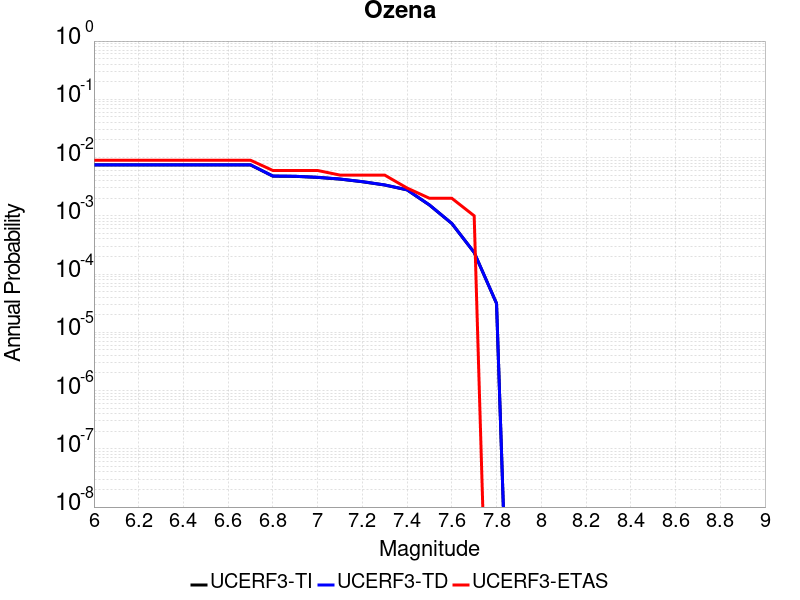 Ozena
10^0
10^-1
10^-2
10^-3
10^-4
10^-5
10^-6
10^-7
10^-8
Annual Probability
6 6.2 6.4 6.6 6.8 7 7.2 7.4 7.6 7.8 8 8.2 8.4 8.6 8.8 9
Magnitude
UCERF3-TI UCERF3-TD UCERF3-ETAS